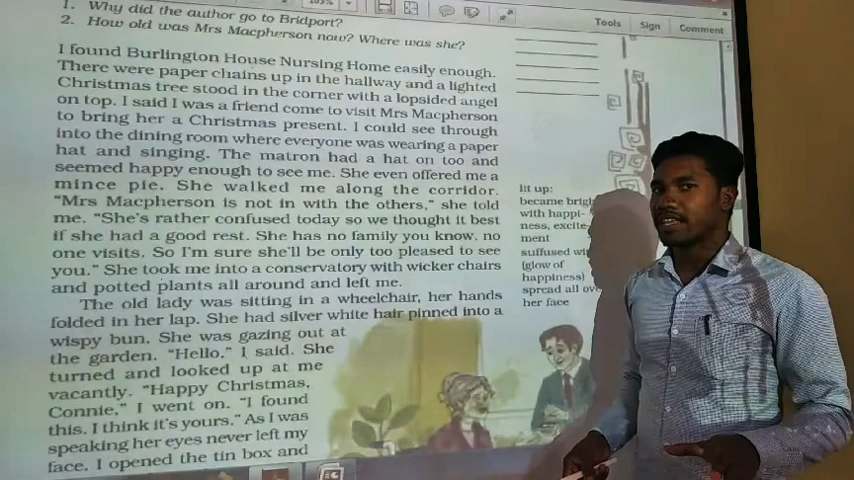 Tools Sign Comment
1. Why did the author go to Bridport?
2. How old was Mrs Macpherson now? Where was she?
I found Burlington House Nursing Home easily enough.
There were paper chains up in the hallway and a lighted
Christmas tree stood in the corner with a lopsided angel
on top. I said I was a friend come to visit Mrs Macpherson
to bring her a Christmas present. I could see through
into the dining room where everyone was wearing a paper
hat and singing. The matron had a hat on too and
seemed happy enough to see me. She even offered me a
mince pie. She walked me along the corridor.
“Mrs Macpherson is not in with the others,” she told
me. “She's rather confused today so we thought it best
if she had a good rest. She has no family you know, no
one visits. So I'm sure she'll be only too pleased to see
you.” She took me into a conservatory with wicker chairs
and potted plants all around and left me.
The old lady was sitting in a wheelchair, her hands
folded in her lap. She had silver white hair pinned into a
wispy bun. She was gazing out at
the garden. “Hello,” I said. She
turned and looked up at me
vacantly. “Happy Christmas,
Connie,” I went on. “I found
this. I think it's yours.” As I was
speaking her eyes never left my
face. I opened the tin box and
lit up:
became brigh
with happi-
ness, excite-
ment
suffused wi
(glow of
happiness)
spread all ov
her face